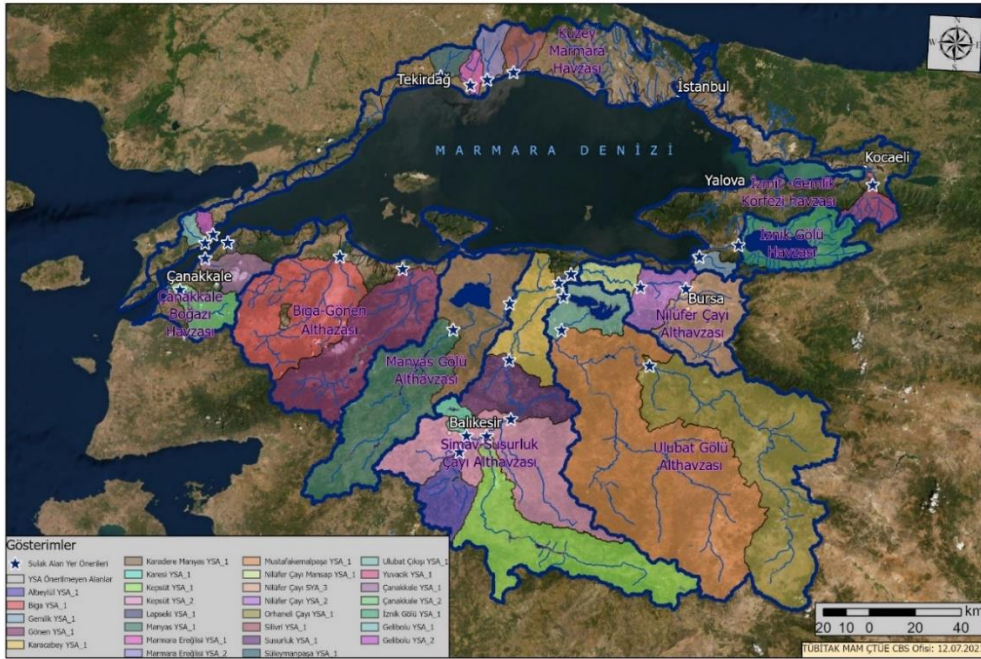 N
W E
S
Kuzey
Marmara
Havzası
Tekirdağ
İstanbul
MARMARA DENİZİ
Kocaeli
Yalova
İzmit -Gemlik
Körfezi havzası
İznik Gölü
Havzası
Çanakkale
Çanakkale
Boğazı
Havzası
Biga-Gönen
Althazası
Bursa
Nilüfer Çayı
Althavzası
Manyas Gölü
Althavzası
Balıkesir
Simav-Susurluk
Çayı Althavzası
Ulubat Gölü
Althavzası
Gösterimler
Sulak Alan Yer Önerileri
YSA Önerilmeyen Alanlar
Altıeylül YSA_1
Biga YSA_1
Gemlik YSA_1
Gönen YSA_1
Karacabey YSA_1
Karadere Manyas YSA_1
Karesi YSA_1
Kepsüt YSA_1
Kepsüt YSA_2
Lapseki YSA_1
Manyas YSA_1
Marmara Ereğlisi YSA_1
Marmara Ereğlisi YSA_2
Mustafakemalpaşa YSA_1
Nilüfer Çayı Mansap YSA_1
Nilüfer Çayı SYA_3
Nilüfer Çayı YSA_2
Orhaneli Çayı YSA_1
Silivri YSA_1
Susurluk YSA_1
Süleymanpaşa YSA_1
Ulubat Çıkışı YSA_1
Yuvacık YSA_1
Çanakkale YSA_1
Çanakkale YSA_2
İznik Gölü YSA_1
Gelibolu YSA_1
Gelibolu YSA_2
km
20 10 0 20 40
TÜBİTAK MAM ÇTÜE CBS Ofisi: 12.07.2021